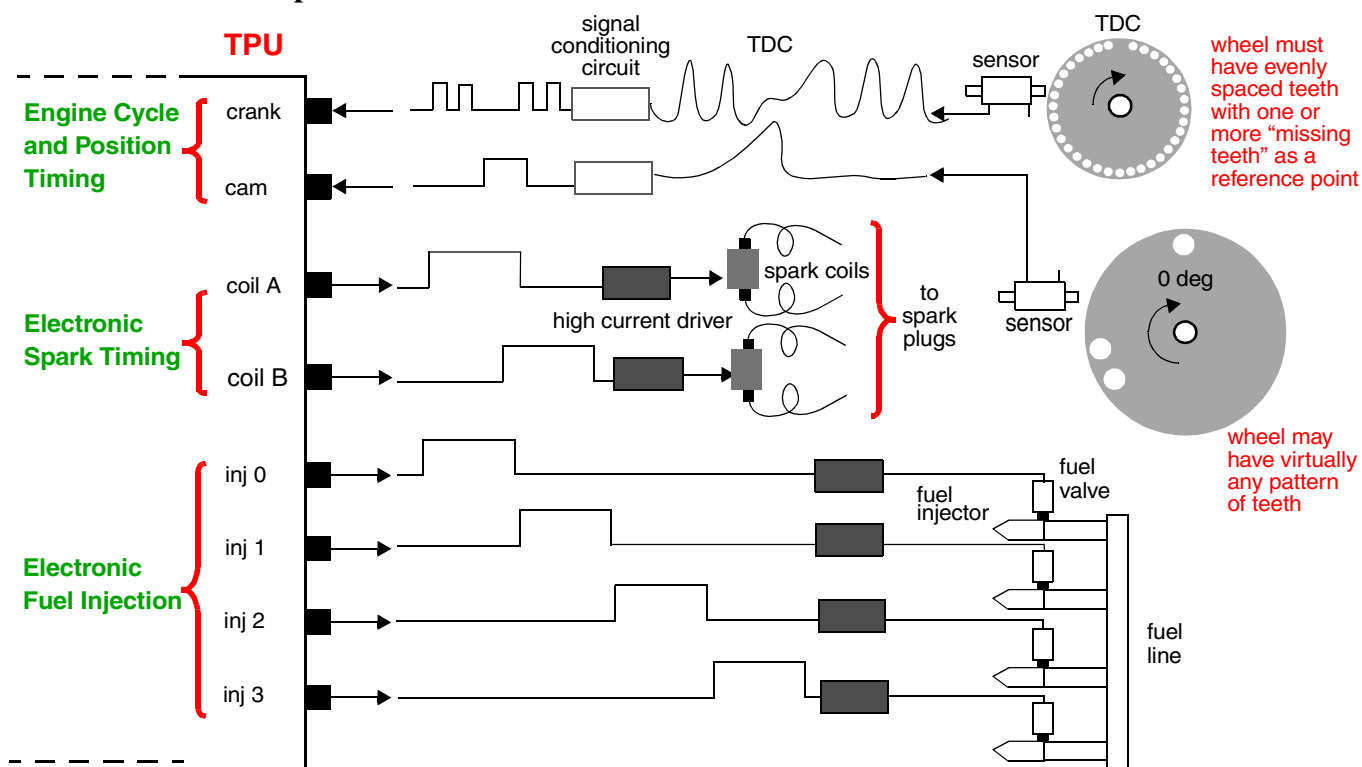 TPU
signal
conditioning
circuit
TDC
sensor
TDC
wheel must
have evenly
spaced teeth
with one or
more “missing
teeth” as a
reference point
Engine Cycle
and Position
Timing
crank
cam
Electronic
Spark Timing
coil A
coil B
spark coils
high current driver
to
spark
plugs
sensor
0 deg
wheel may
have virtually
any pattern
of teeth
Electronic
Fuel Injection
inj 0
inj 1
inj 2
inj 3
fuel
injector
fuel
valve
fuel
line